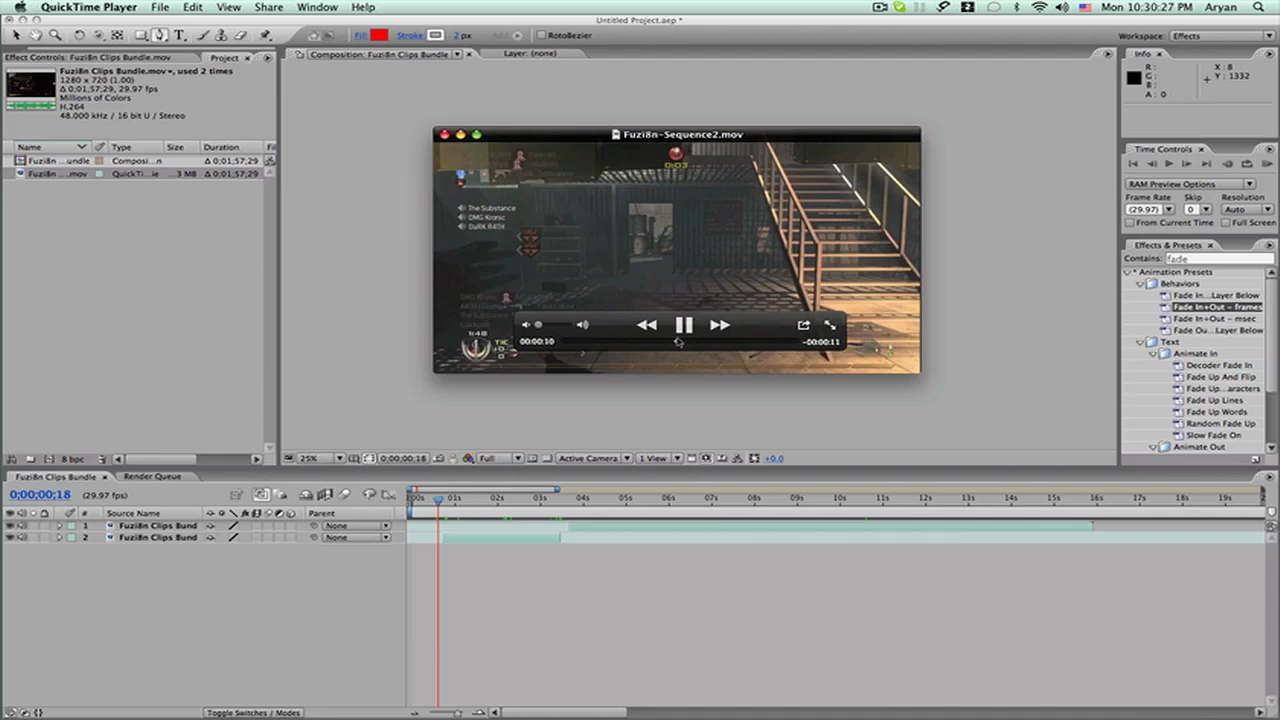 QuickTime Player File Edit View Share Window Help Mon 10:30:27 PM Aryan
Untitled Project.aep *
Fill: Stroke: 2 px Add: RotoBezier Workspace: Effects
Effect Controls: Fuzi8n Clips Bundle.mov Project
Composition: Fuzi8n Clips Bundle Layer: (none)
Info
Fuzi8n Clips Bundle.mov, used 2 times
1280 x 720 (1.00)
Δ 0;01;57;29, 29.97 fps
Millions of Colors
H.264
48.000 kHz / 16 bit U / Stereo
R :
G :
B :
A : 0
X : 8
Y : 1332
Name Type Size Duration Fil
Fuzi8n ...undle Composi...n Δ 0;01;57;29
Fuzi8n ....mov QuickTi...ie ...3 MB Δ 0;01;57;29
Fuzi8n-Sequence2.mov
0:03
The Substance
OMG Kronic
DaRK R4TH
1:48
00:00:10 -00:00:11
Time Controls
RAM Preview Options
Frame Rate Skip Resolution
(29.97) 0 Auto
From Current Time Full Screen
Effects & Presets
Contains: fade
* Animation Presets
Behaviors
Fade In...Layer Below
Fade In+Out - frames
Fade In+Out - msec
Fade Ou...Layer Below
Text
Animate In
Decoder Fade In
Fade Up And Flip
Fade Up...aracters
Fade Up Lines
Fade Up Words
Random Fade Up
Slow Fade On
Animate Out
8 bpc
25% 0;00;00;18 Full Active Camera 1 View +0.0
Fuzi8n Clips Bundle Render Queue
0;00;00;18 (29.97 fps)
00s 01s 02s 03s 04s 05s 06s 07s 08s 09s 10s 11s 12s 13s 14s 15s 16s 17s 18s 19s
# Source Name Parent
1 Fuzi8n Clips Bund None
2 Fuzi8n Clips Bund None
Toggle Switches / Modes